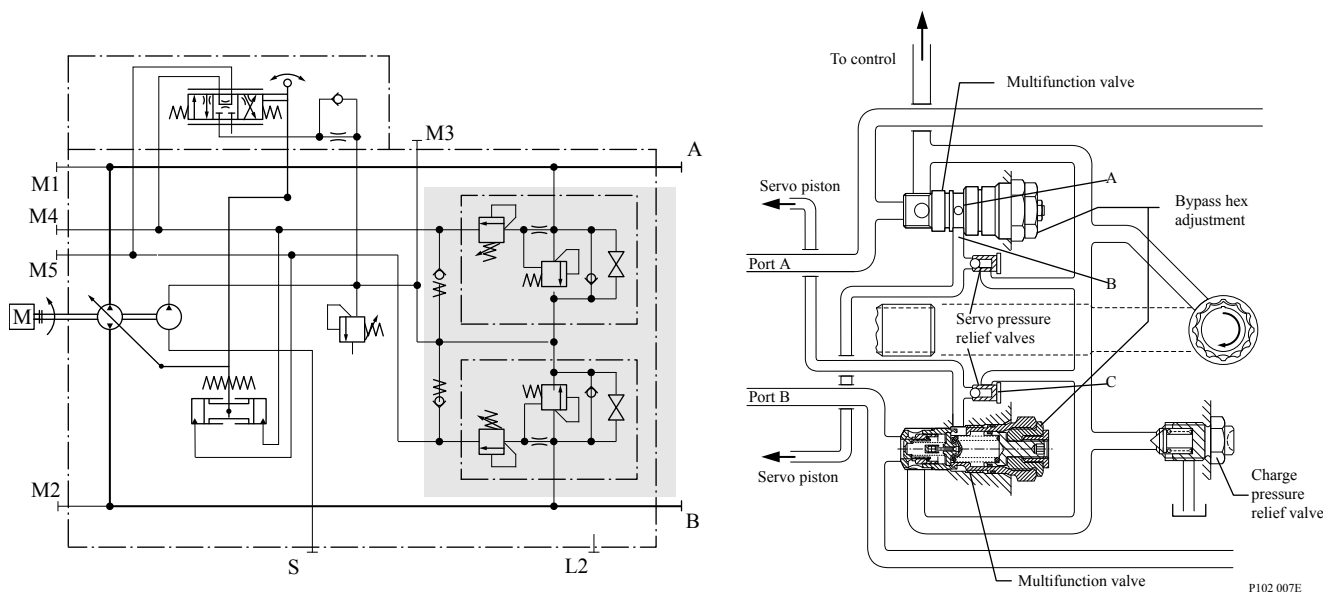 M3
A
M1
M4
M5
M
M2
B
S
L2
To control
Multifunction valve
A
Servo piston
Bypass hex
adjustment
Port A
B
Servo pressure
relief valves
C
Port B
Servo piston
Charge
pressure
relief valve
Multifunction valve
P102 007E